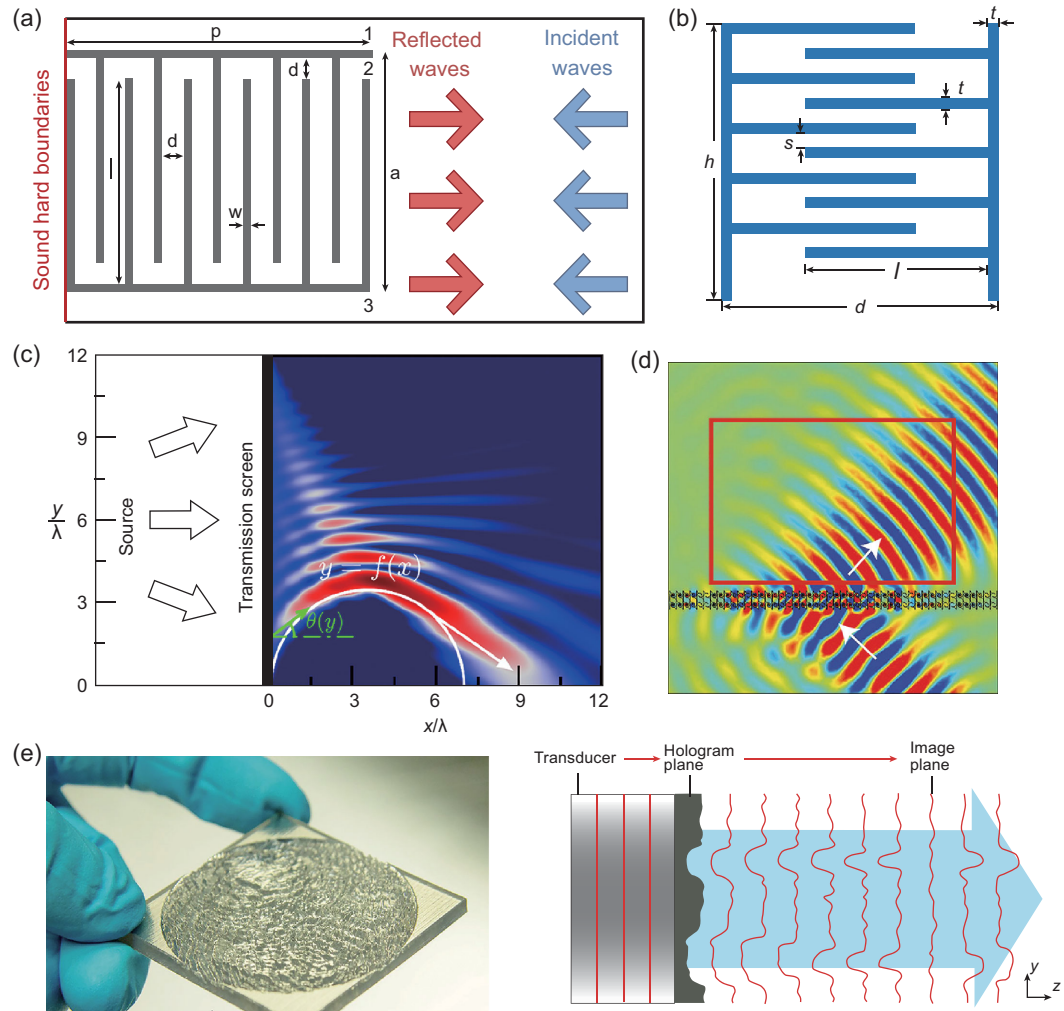 (a)
p
1
2
3
d
d
l
w
a
Sound hard boundaries
Reflected
waves
Incident
waves
(b)
t
t
s
h
l
d
(c)
12
9
6
3
0
y/λ
Source
Transmission screen
y = f(x)
θ(y)
0
3
6
9
12
x/λ
(d)
(e)
Transducer
Hologram
plane
Image
plane
y
z